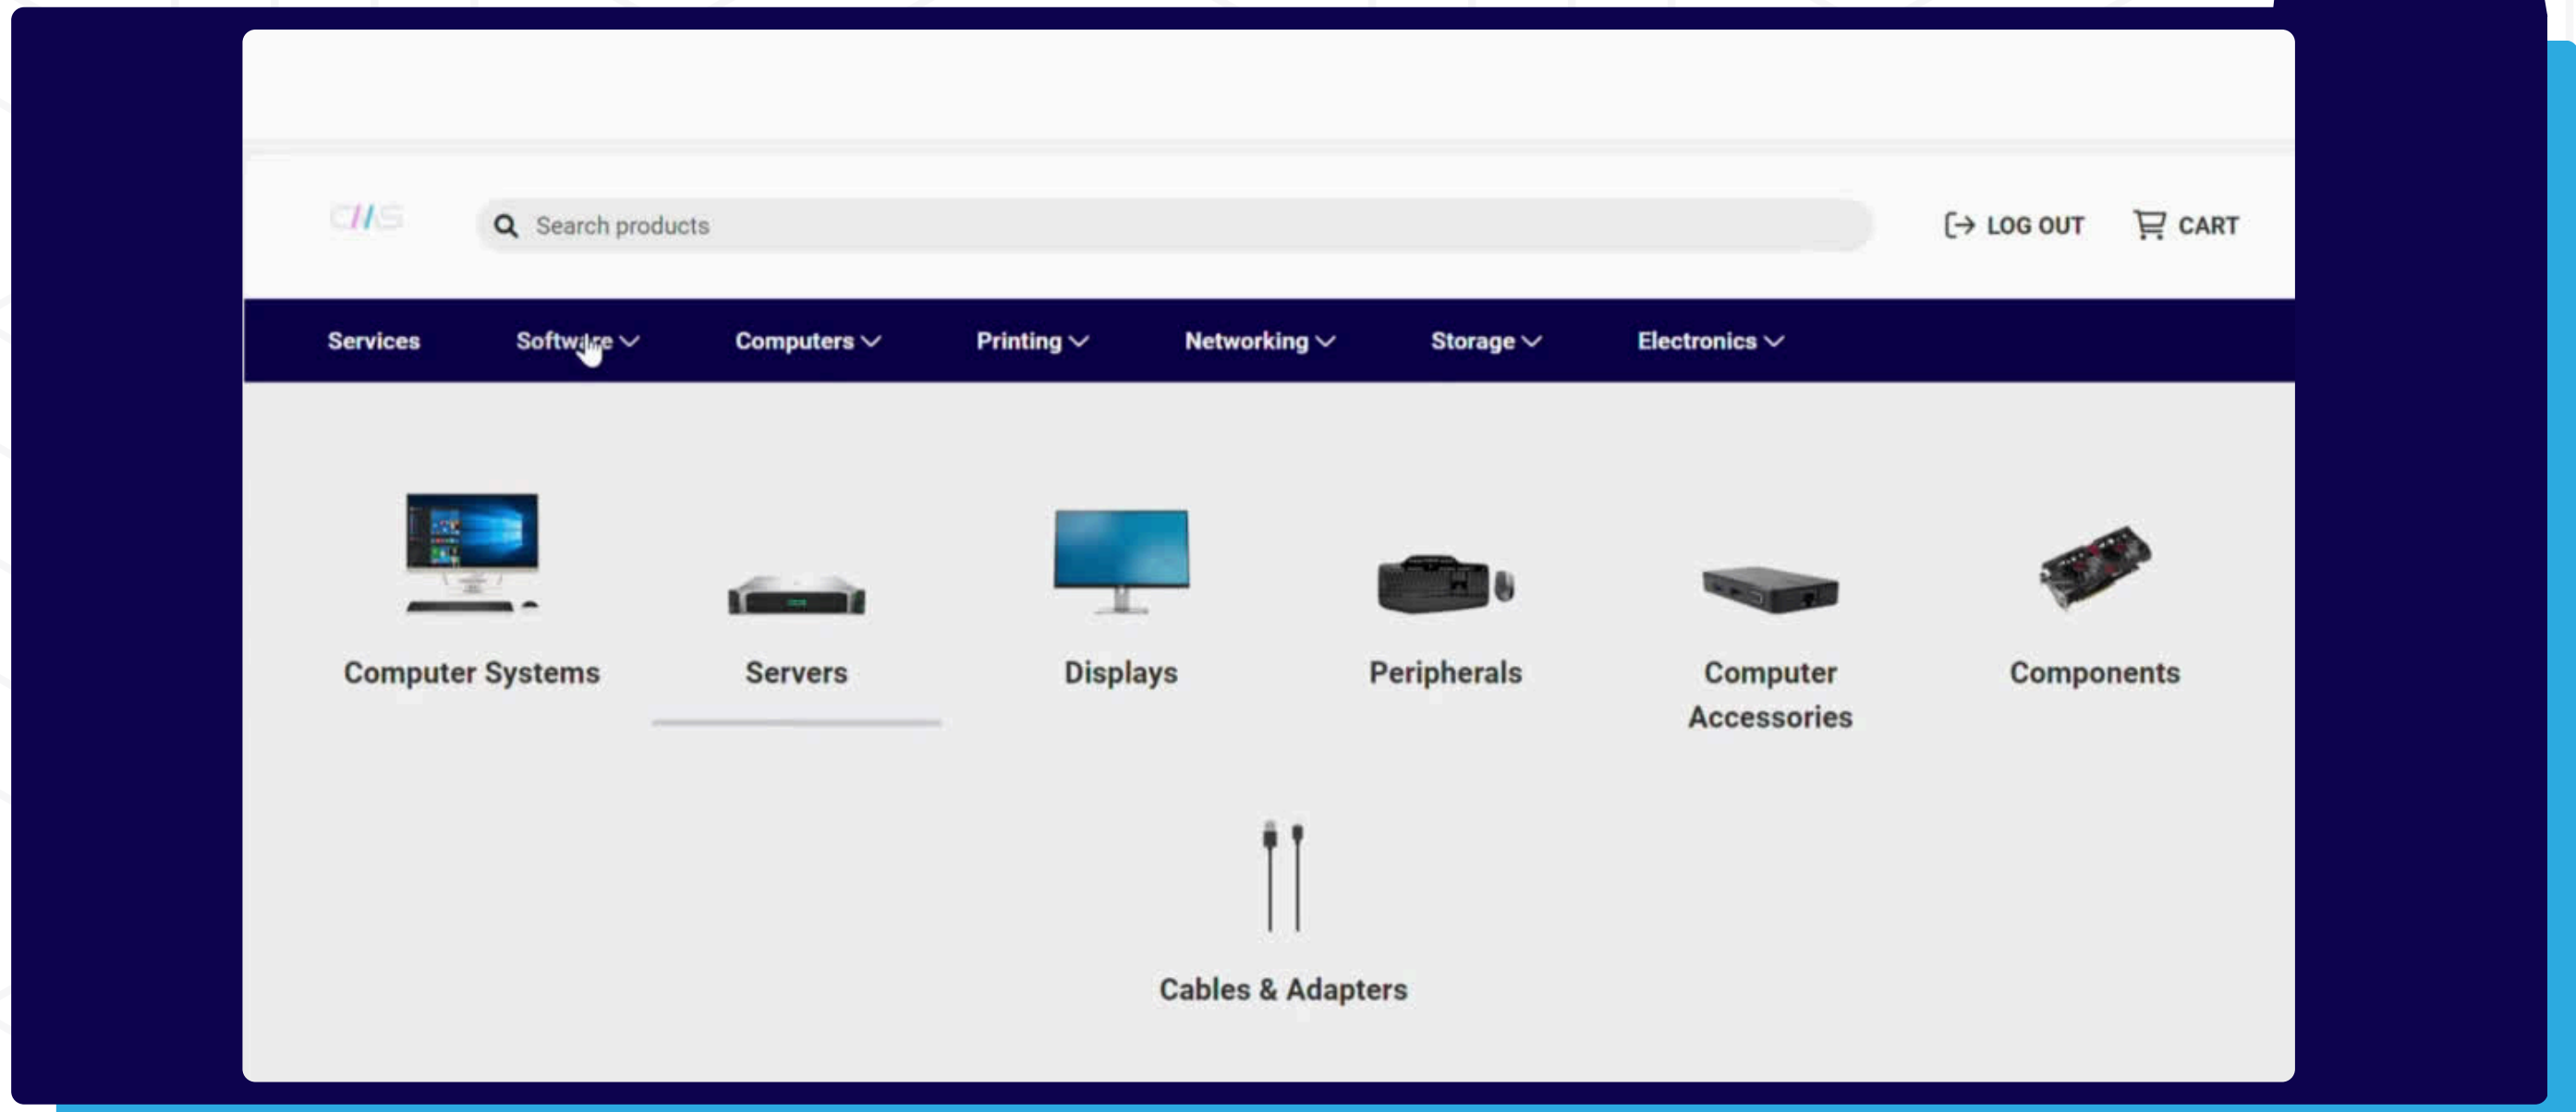 Search products
LOG OUT
CART
Services
Software
Computers
Printing
Networking
Storage
Electronics
Computer Systems
Servers
Displays
Peripherals
Computer
Accessories
Components
Cables & Adapters